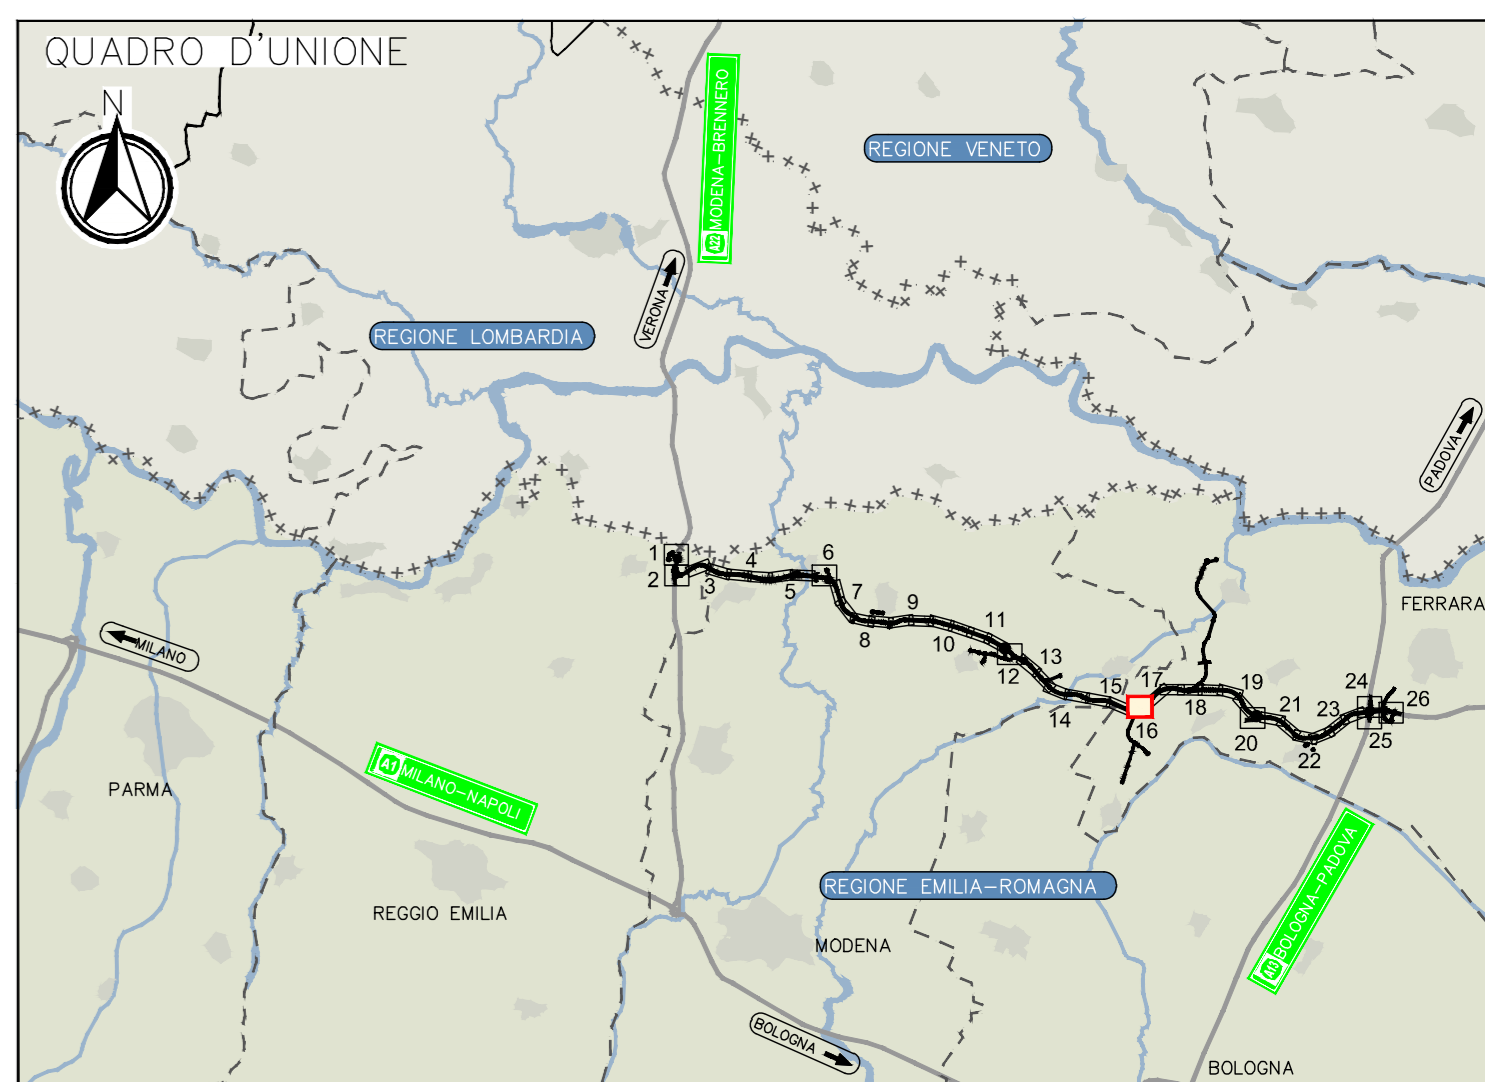 QUADRO D'UNIONE
N
A22 MODENA-BRENNERO
REGIONE VENETO
VERONA
REGIONE LOMBARDIA
PADOVA
1
2
3
4
5
6
7
8
9
10
11
12
13
14
15
16
17
18
19
20
21
22
23
24
25
26
FERRARA
MILANO
PARMA
A1 MILANO-NAPOLI
REGGIO EMILIA
REGIONE EMILIA-ROMAGNA
A13 BOLOGNA-PADOVA
MODENA
BOLOGNA
BOLOGNA